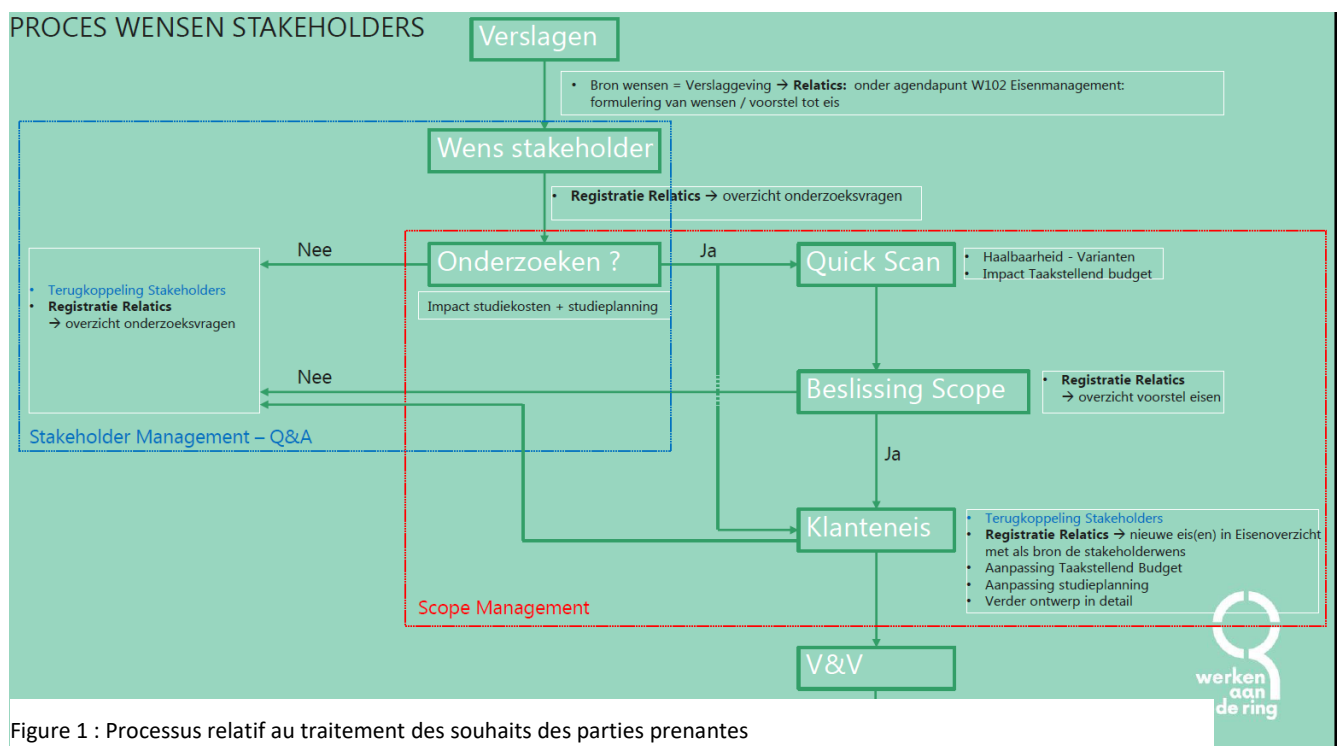 PROCES WENSEN STAKEHOLDERS
Verslagen
• Bron wensen = Verslaggeving → Relatics: onder agendapunt W102 Eisenmanagement:
formulering van wensen / voorstel tot eis
Wens stakeholder
• Registratie Relatics → overzicht onderzoeksvragen
Nee
Onderzoeken ?
Ja
Quick Scan
• Haalbaarheid - Varianten
• Impact Taakstellend budget
• Terugkoppeling Stakeholders
• Registratie Relatics
→ overzicht onderzoeksvragen
Impact studiekosten + studieplanning
Nee
Beslissing Scope
• Registratie Relatics
→ overzicht voorstel eisen
Stakeholder Management – Q&A
Ja
Klanteneis
• Terugkoppeling Stakeholders
• Registratie Relatics → nieuwe eis(en) in Eisenoverzicht
met als bron de stakeholderwens
• Aanpassing Taakstellend Budget
• Aanpassing studieplanning
• Verder ontwerp in detail
Scope Management
V&V
werken
aan
de ring
Figure 1 : Processus relatif au traitement des souhaits des parties prenantes